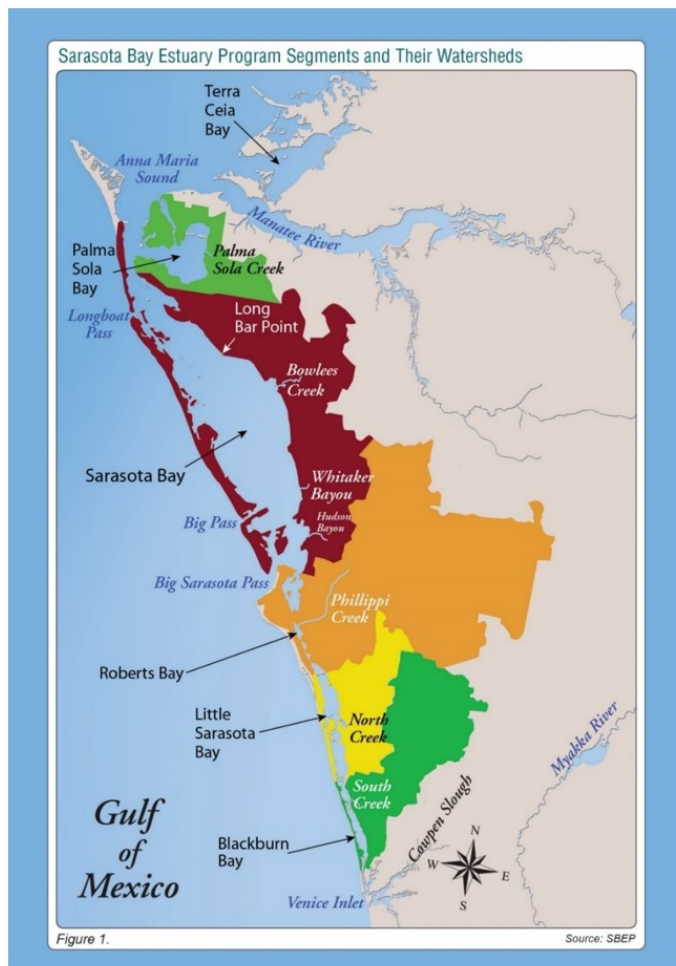 Sarasota Bay Estuary Program Segments and Their Watersheds
Terra
Ceia
Bay
Anna Maria
Sound
Manatee River
Palma
Sola
Bay
Palma
Sola Creek
Longboat
Pass
Long
Bar Point
Bowlees
Creek
Sarasota Bay
Whitaker
Bayou
Hudson
Bayou
Big Pass
Big Sarasota Pass
Phillippi
Creek
Roberts Bay
Little
Sarasota
Bay
North
Creek
Myakka River
South
Creek
Cowpen Slough
Gulf
of
Mexico
Blackburn
Bay
N
W
E
S
Venice Inlet
Figure 1.
Source: SBEP